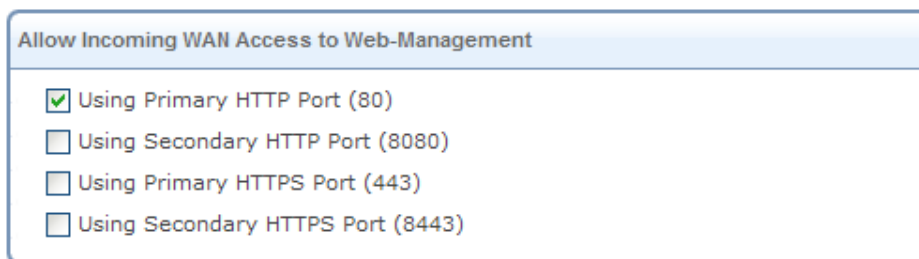 Allow Incoming WAN Access to Web-Management
Using Primary HTTP Port (80)
Using Secondary HTTP Port (8080)
Using Primary HTTPS Port (443)
Using Secondary HTTPS Port (8443)